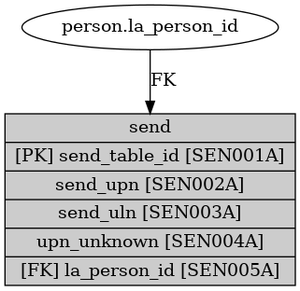 person.la_person_id
FK
send
[PK] send_table_id [SEN001A]
send_upn [SEN002A]
send_uln [SEN003A]
upn_unknown [SEN004A]
[FK] la_person_id [SEN005A]